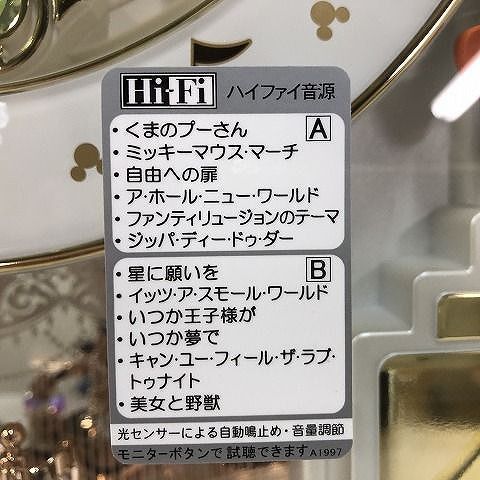 Hi-Fi ハイファイ音源
・くまのプーさん A
・ミッキーマウス・マーチ
・自由への扉
・ア・ホール・ニュー・ワールド
・ファンティリュージョンのテーマ
・ジッパ・ディー・ドゥ・ダー
・星に願いを B
・イッツ・ア・スモール・ワールド
・いつか王子様が
・いつか夢で
・キャン・ユー・フィール・ザ・ラブ・
トゥナイト
・美女と野獣
光センサーによる自動鳴止め・音量調節
モニターボタンで試聴できます A1997